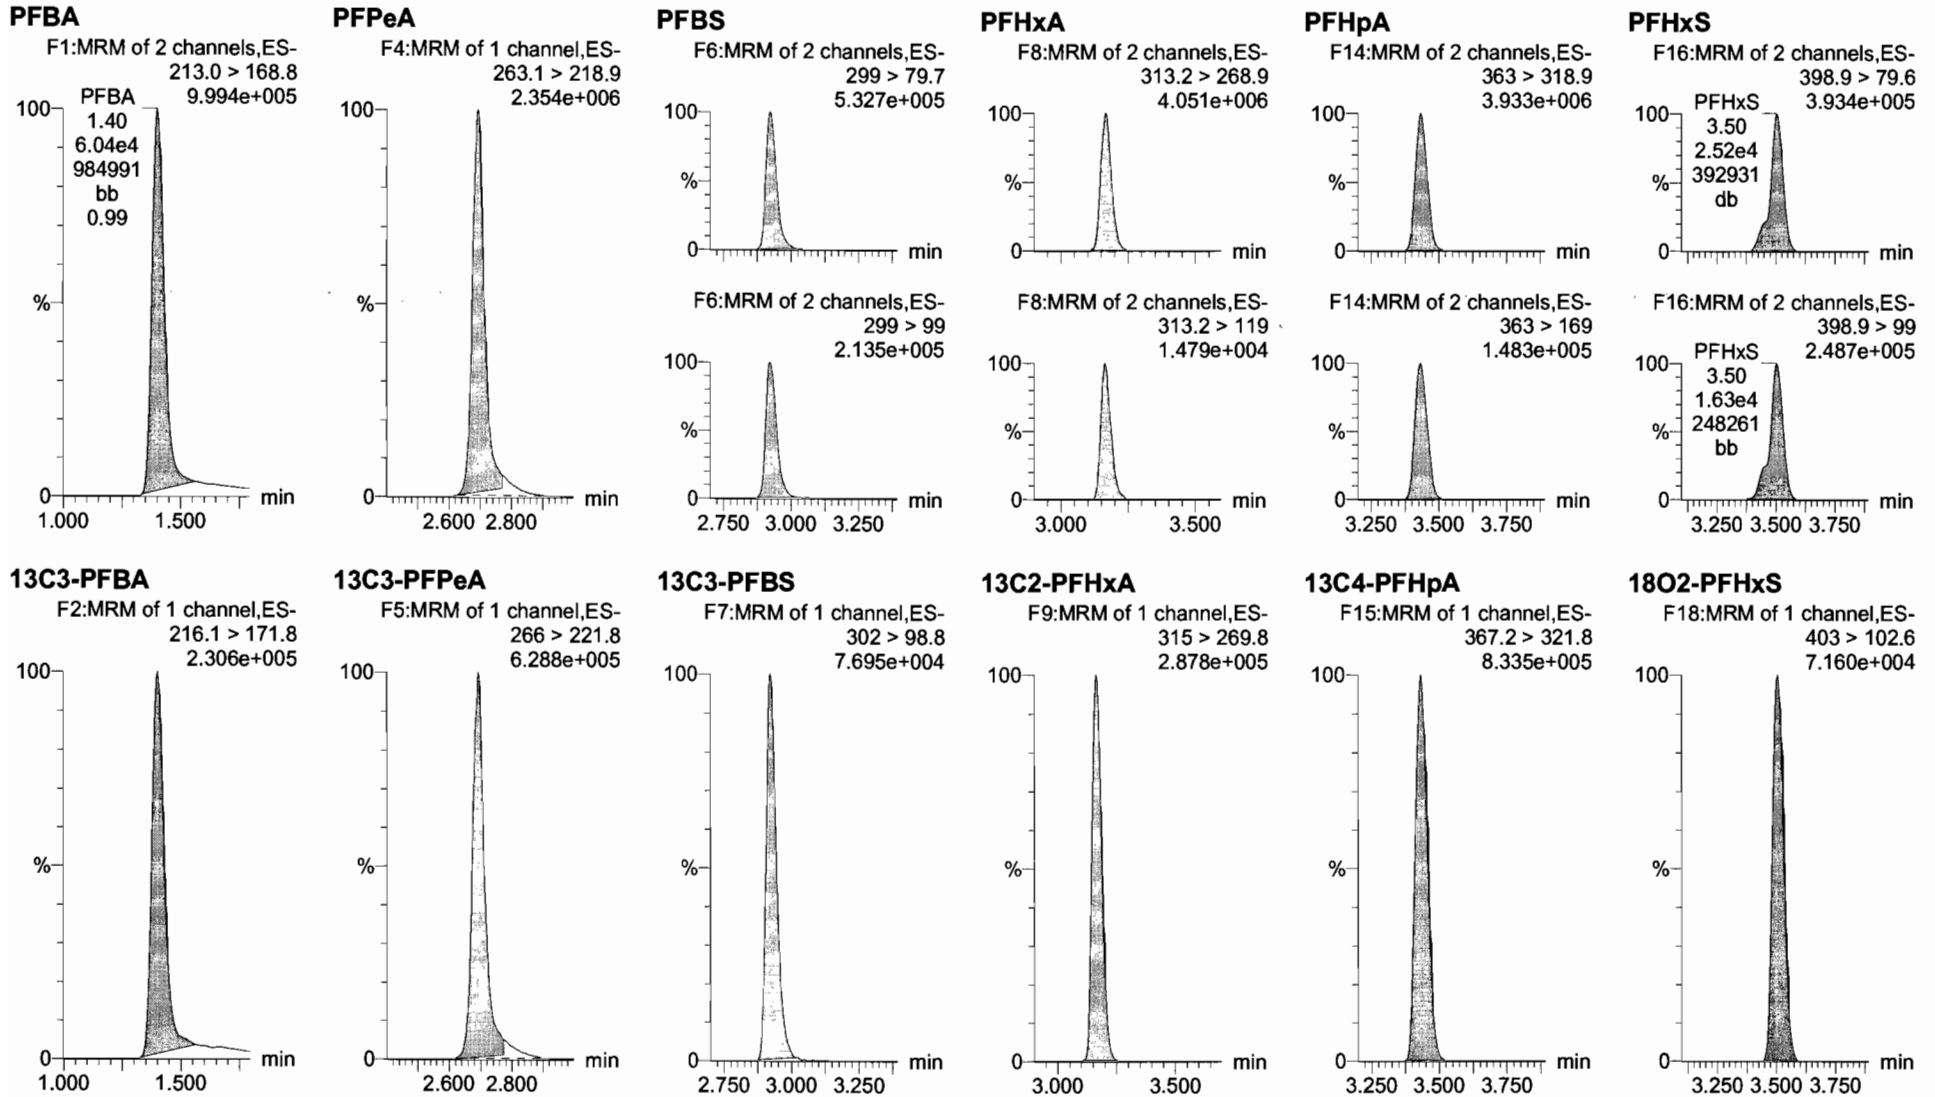 PFBA
F1:MRM of 2 channels,ES-
213.0 > 168.8
9.994e+005
PFBA
1.40
6.04e4
984991
bb
0.99
100
%
0
min
1.000 1.500
PFPeA
F4:MRM of 1 channel,ES-
263.1 > 218.9
2.354e+006
100
%
0
min
2.600 2.800
PFBS
F6:MRM of 2 channels,ES-
299 > 79.7
5.327e+005
100
%
0
min
F6:MRM of 2 channels,ES-
299 > 99
2.135e+005
100
%
0
min
2.750 3.000 3.250
PFHxA
F8:MRM of 2 channels,ES-
313.2 > 268.9
4.051e+006
100
%
0
min
F8:MRM of 2 channels,ES-
313.2 > 119
1.479e+004
100
%
0
min
3.000 3.500
PFHpA
F14:MRM of 2 channels,ES-
363 > 318.9
3.933e+006
100
%
0
min
F14:MRM of 2 channels,ES-
363 > 169
1.483e+005
100
%
0
min
3.250 3.500 3.750
PFHxS
F16:MRM of 2 channels,ES-
398.9 > 79.6
3.934e+005
PFHxS
3.50
2.52e4
392931
db
100
%
0
min
F16:MRM of 2 channels,ES-
398.9 > 99
2.487e+005
PFHxS
3.50
1.63e4
248261
bb
100
%
0
min
3.250 3.500 3.750
13C3-PFBA
F2:MRM of 1 channel,ES-
216.1 > 171.8
2.306e+005
100
%
0
min
1.000 1.500
13C3-PFPeA
F5:MRM of 1 channel,ES-
266 > 221.8
6.288e+005
100
%
0
min
2.600 2.800
13C3-PFBS
F7:MRM of 1 channel,ES-
302 > 98.8
7.695e+004
100
%
0
min
2.750 3.000 3.250
13C2-PFHxA
F9:MRM of 1 channel,ES-
315 > 269.8
2.878e+005
100
%
0
min
3.000 3.500
13C4-PFHpA
F15:MRM of 1 channel,ES-
367.2 > 321.8
8.335e+005
100
%
0
min
3.250 3.500 3.750
18O2-PFHxS
F18:MRM of 1 channel,ES-
403 > 102.6
7.160e+004
100
%
0
min
3.250 3.500 3.750